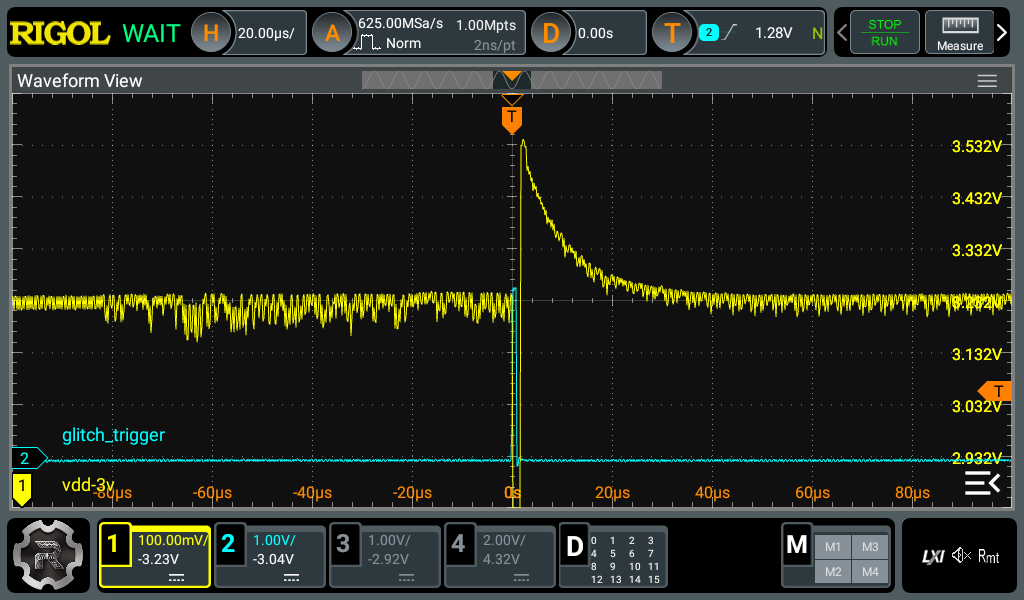 RIGOL WAIT H 20.00µs/ A 625.00MSa/s 1.00Mpts D 0.00s T 2 1.28V N STOP
Norm 2ns/pt RUN Measure
Waveform View
T
3.532V
3.432V
3.332V
3.232V
3.132V
T
3.032V
glitch_trigger
2 2.932V
1 vdd-3v
-80µs -60µs -40µs -20µs 0s 20µs 40µs 60µs 80µs
R 1 100.00mV/ 2 1.00V/ 3 1.00V/ 4 2.00V/ D 0 1 2 3 M M1 M3
-3.23V -3.04V -2.92V 4.32V 4 5 6 7 LXI Rmt
8 9 10 11 M2 M4
12 13 14 15